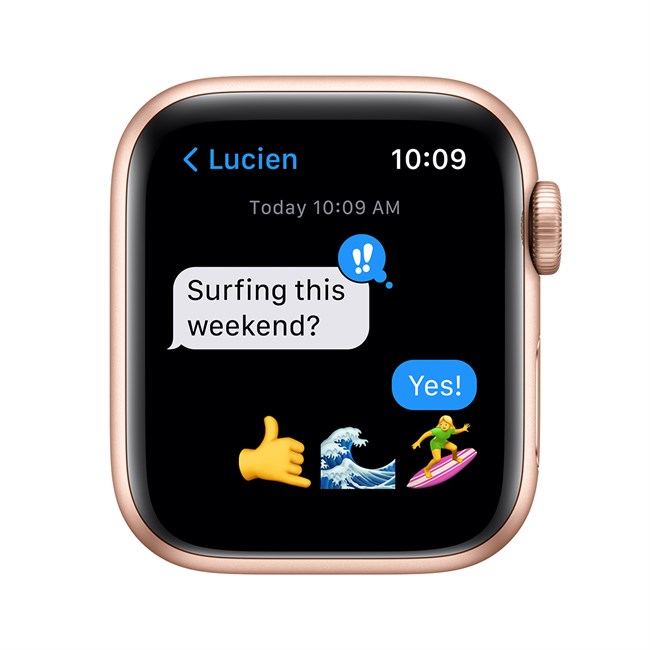 Lucien 10:09
Today 10:09 AM
!!
Surfing this
weekend?
Yes!
🤙🌊🏄‍♀️